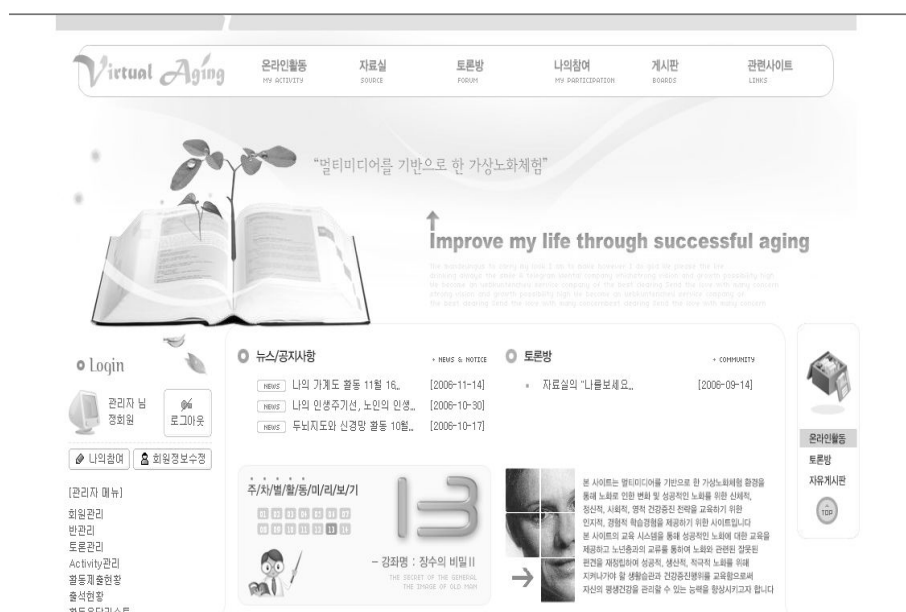 Virtual Aging
온라인활동 자료실 토론방 나의참여 게시판 관련사이트
MY ACTIVITY SOURCE FORUM MY PARTICIPATION BOARDS LINKS
“멀티미디어를 기반으로 한 가상노화체험”
Improve my life through successful aging
Login
관리자 님
정회원
로그아웃
나의참여 회원정보수정
[관리자 메뉴]
회원관리
반관리
토론관리
Activity관리
활동제출현황
출석현황
뉴스/공지사항 + NEWS & NOTICE
NEWS 나의 가계도 활동 11월 16.. [2006-11-14]
NEWS 나의 인생주기선, 노인의 인생.. [2006-10-30]
NEWS 두뇌지도와 신경망 활동 10월.. [2006-10-17]
토론방 + COMMUNITY
자료실의 "나를보세요.. [2006-09-14]
주/차/별/활/동/미/리/보/기
01 02 03 04 05 06 07
08 09 10 11 12 13 14
13
- 강좌명 : 장수의 비밀II
THE SECRET OF THE GENERAL
THE IMAGE OF OLD MAN
본 사이트는 멀티미디어를 기반으로 한 가상노화체험 환경을
통해 노화로 인한 변화 및 성공적인 노화를 위한 신체적,
정신적, 사회적, 영적 건강증진 전략을 교육하기 위한
인지적, 경험적 학습경험을 제공하기 위한 사이트입니다
본 사이트의 교육 시스템을 통해 성공적인 노화에 대한 교육을
제공하고 노년층과의 교류를 통하여 노화와 관련된 잘못된
편견을 재정립하여 성공적, 생산적, 적극적 노화를 위해
지켜나가야 할 생활습관과 건강증진행위를 교육함으로써
자신의 평생건강을 관리할 수 있는 능력을 향상시키고자 합니다
온라인활동
토론방
자유게시판
TOP